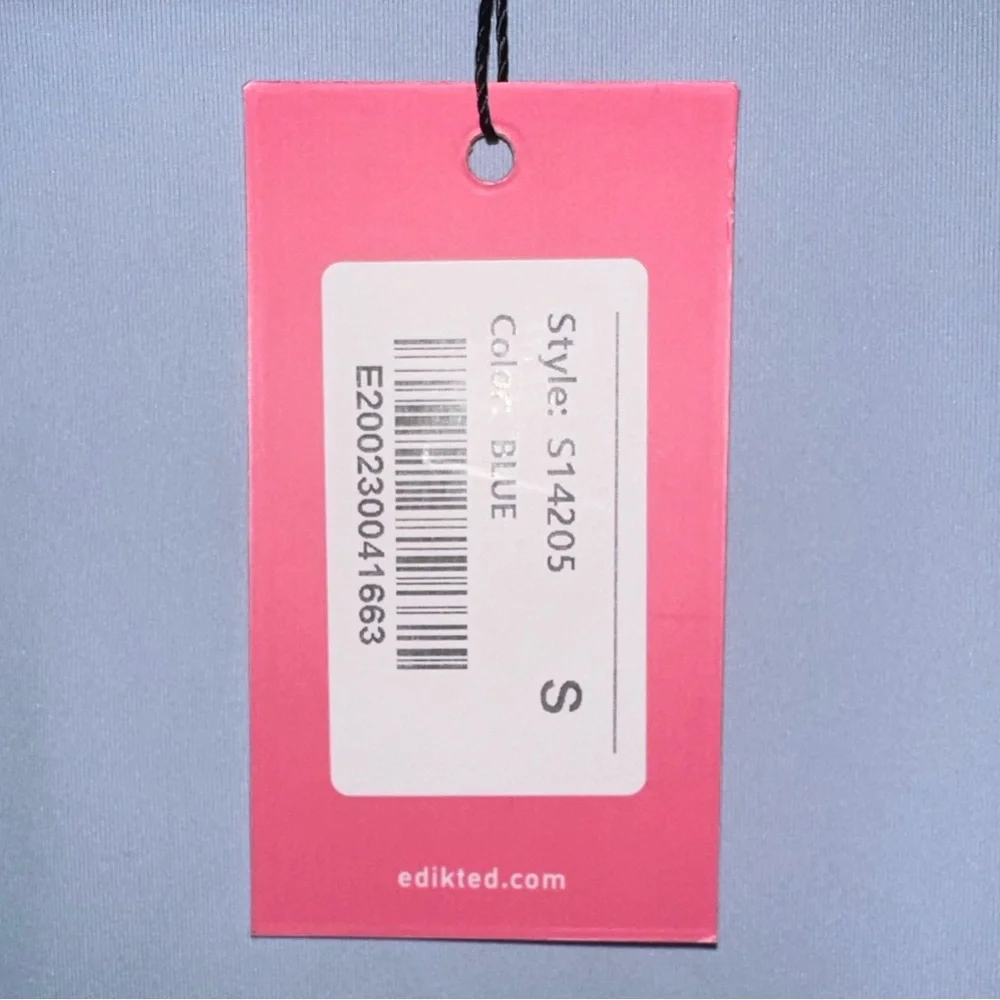 Style: S14205
S
Color: BLUE
E200230041663
edikted.com